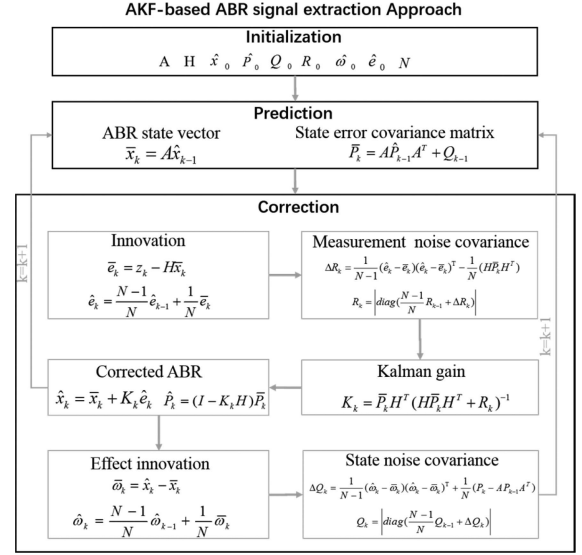 AKF-based ABR signal extraction Approach
Initialization
A H x̂₀ P̂₀ Q₀ R₀ ω̂₀ ê₀ N
Prediction
ABR state vector
x̅ₖ = Ax̂ₖ₋₁
State error covariance matrix
P̅ₖ = AP̂ₖ₋₁Aᵀ + Qₖ₋₁
Correction
Innovation
e̅ₖ = zₖ − Hx̅ₖ
êₖ = (N−1)/N êₖ₋₁ + 1/N e̅ₖ
Measurement noise covariance
ΔRₖ = 1/(N−1) (êₖ − e̅ₖ)(êₖ − e̅ₖ)ᵀ − 1/N (HP̅ₖHᵀ)
Rₖ = |diag((N−1)/N Rₖ₋₁ + ΔRₖ)|
Corrected ABR
x̂ₖ = x̅ₖ + Kₖêₖ P̂ₖ = (I − KₖH)P̅ₖ
Kalman gain
Kₖ = P̅ₖHᵀ(HP̅ₖHᵀ + Rₖ)⁻¹
Effect innovation
ω̅ₖ = x̂ₖ − x̅ₖ
ω̂ₖ = (N−1)/N ω̂ₖ₋₁ + 1/N ω̅ₖ
State noise covariance
ΔQₖ = 1/(N−1) (ω̂ₖ − ω̅ₖ)(ω̂ₖ − ω̅ₖ)ᵀ + 1/N (Pₖ − APₖ₋₁Aᵀ)
Qₖ = |diag((N−1)/N Qₖ₋₁ + ΔQₖ)|
k=k+1
k=k+1